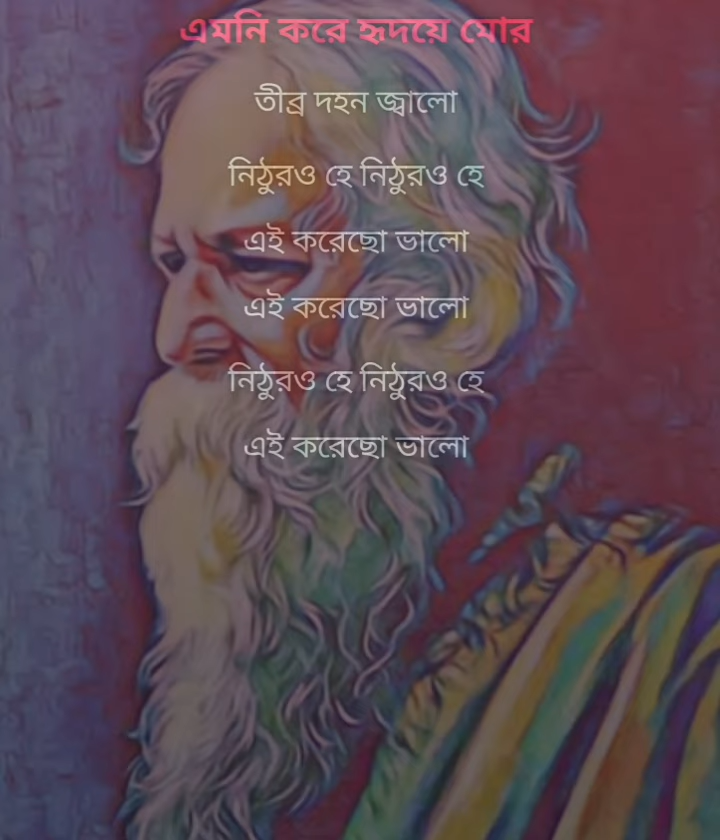 এমনি করে হৃদয়ে মোর
তীব্র দহন জ্বালো
নিঠুরও হে নিঠুরও হে
এই করেছো ভালো
এই করেছো ভালো
নিঠুরও হে নিঠুরও হে
এই করেছো ভালো